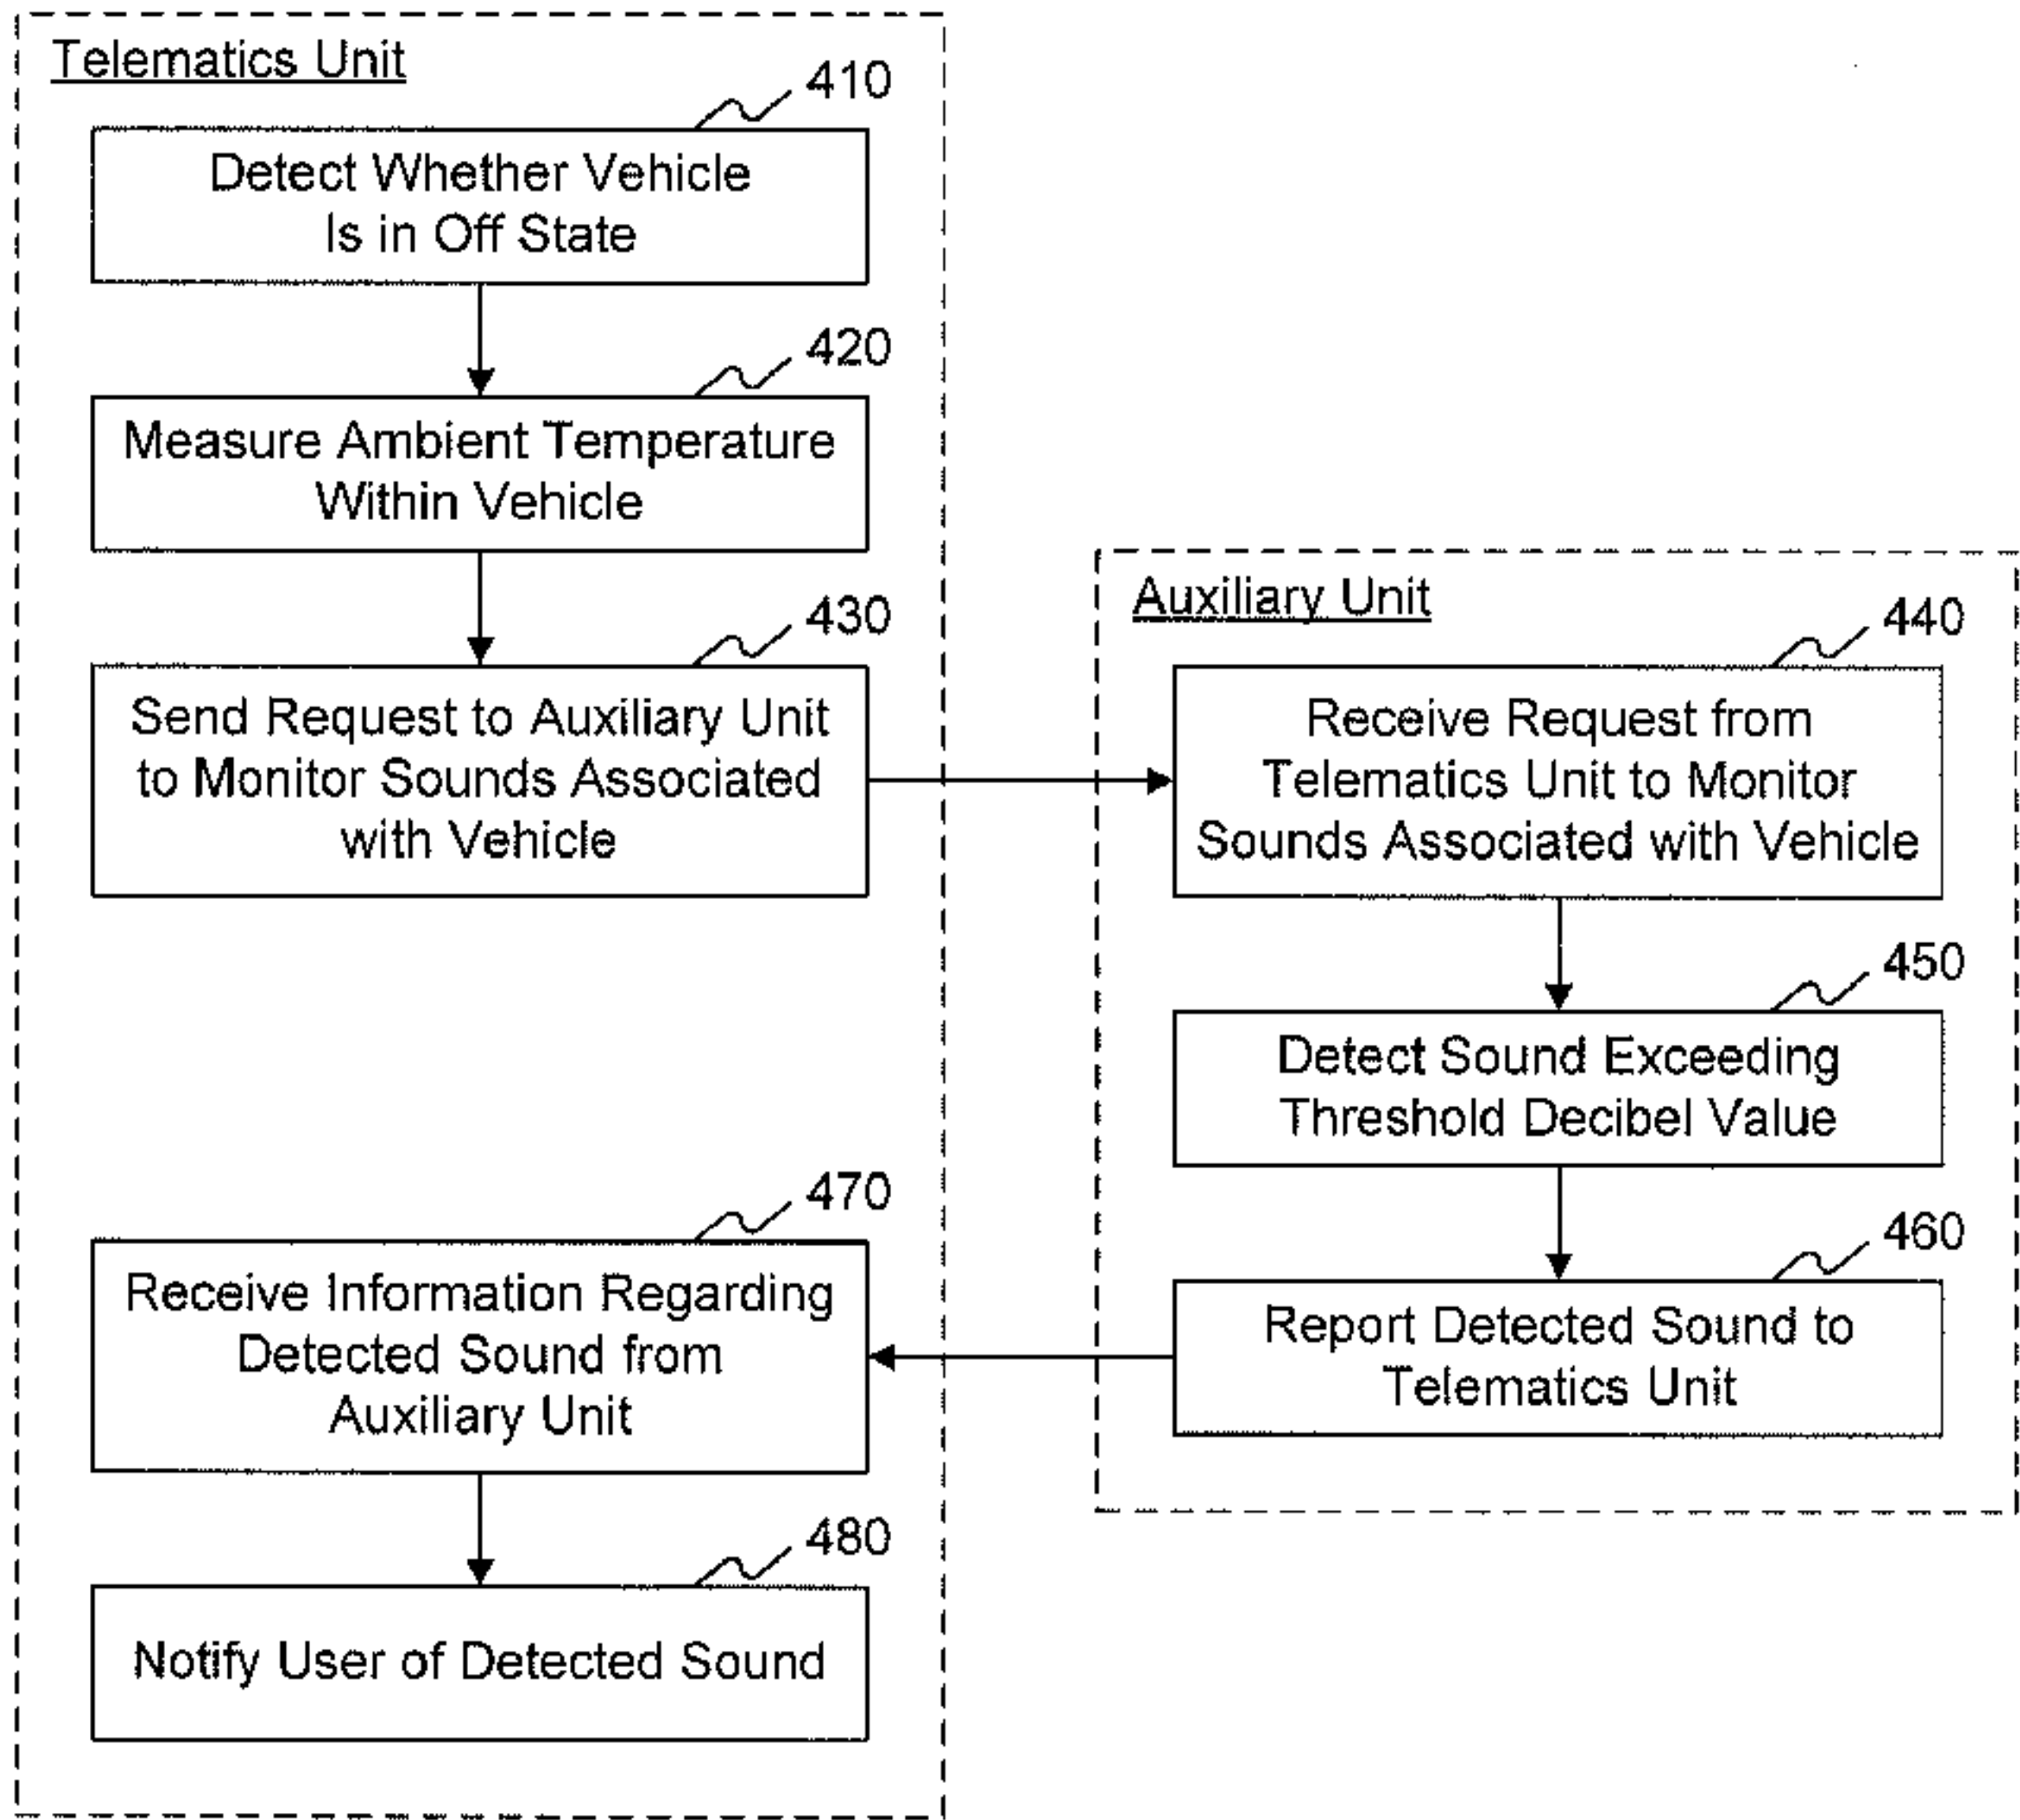 Telematics Unit
410
Detect Whether Vehicle
Is in Off State
420
Measure Ambient Temperature
Within Vehicle
430
Send Request to Auxiliary Unit
to Monitor Sounds Associated
with Vehicle
Auxiliary Unit
440
Receive Request from
Telematics Unit to Monitor
Sounds Associated with Vehicle
450
Detect Sound Exceeding
Threshold Decibel Value
460
Report Detected Sound to
Telematics Unit
470
Receive Information Regarding
Detected Sound from
Auxiliary Unit
480
Notify User of Detected Sound